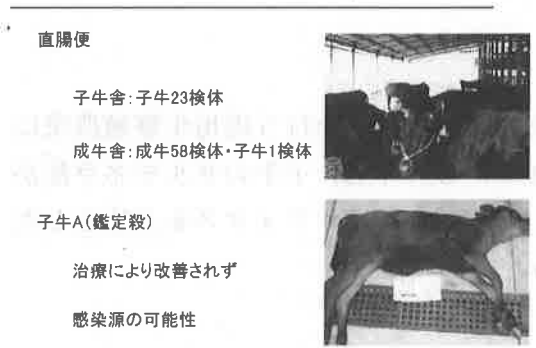 直腸便
子牛舎:子牛23検体
成牛舎:成牛58検体・子牛1検体
子牛A(鑑定殺)
治療により改善されず
感染源の可能性